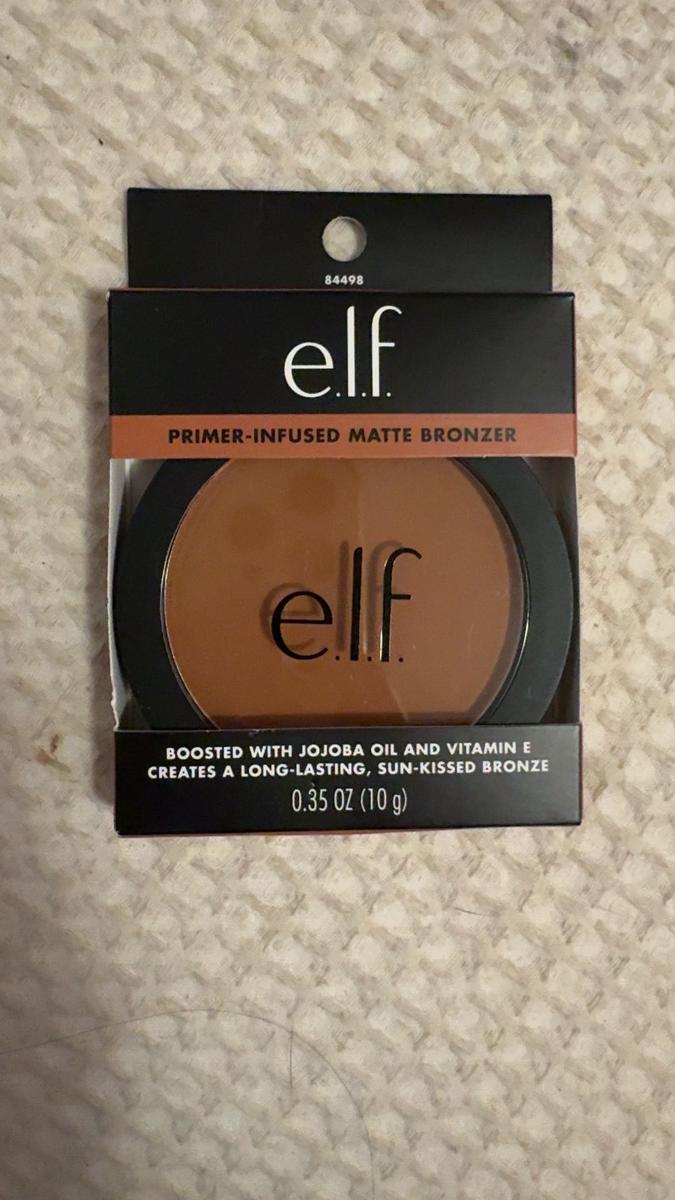 84498
e.l.f.
PRIMER-INFUSED MATTE BRONZER
e.l.f.
BOOSTED WITH JOJOBA OIL AND VITAMIN E
CREATES A LONG-LASTING, SUN-KISSED BRONZE
0.35 OZ (10 g)